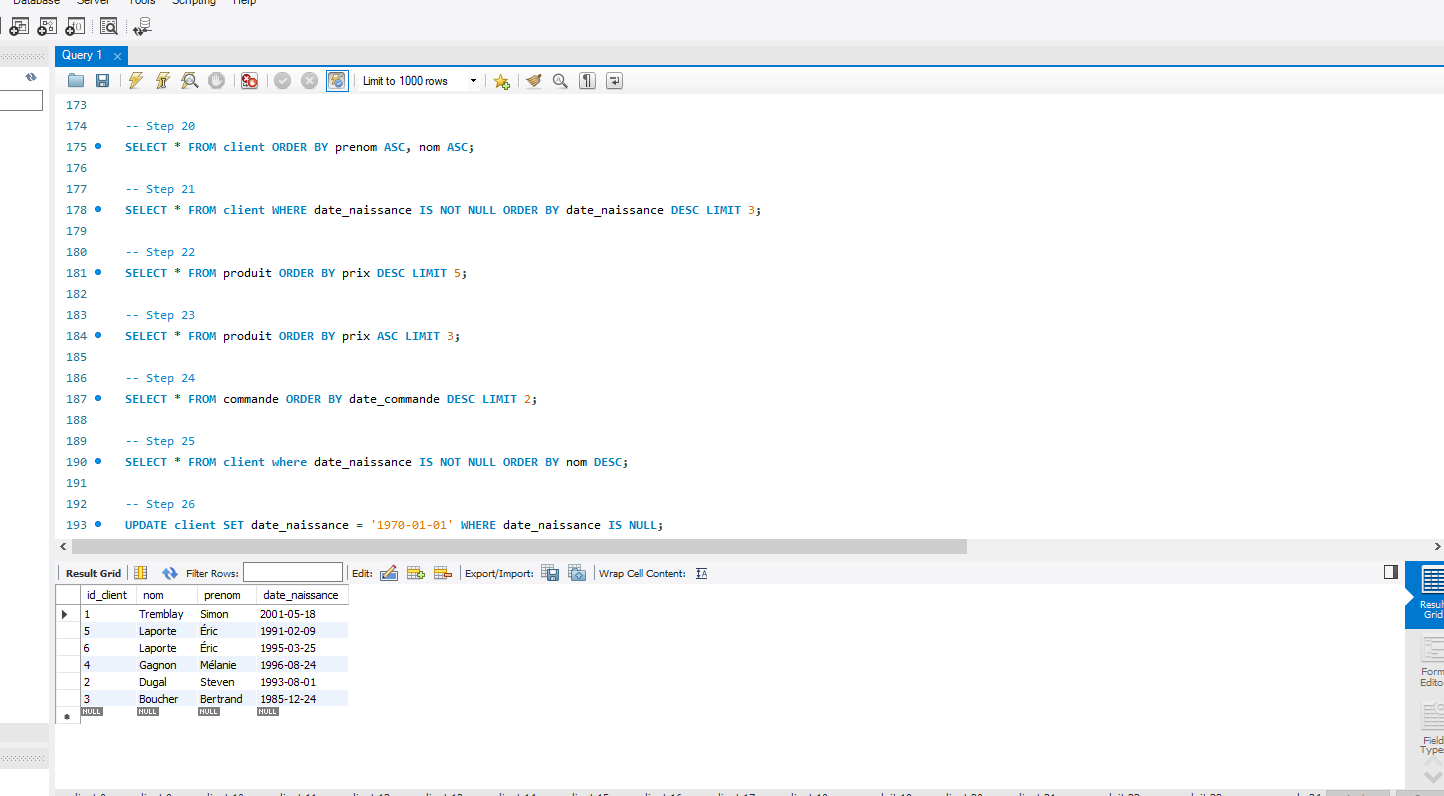 Database Server Tools Scripting Help
Query 1
Limit to 1000 rows
173
174 -- Step 20
175 SELECT * FROM client ORDER BY prenom ASC, nom ASC;
176
177 -- Step 21
178 SELECT * FROM client WHERE date_naissance IS NOT NULL ORDER BY date_naissance DESC LIMIT 3;
179
180 -- Step 22
181 SELECT * FROM produit ORDER BY prix DESC LIMIT 5;
182
183 -- Step 23
184 SELECT * FROM produit ORDER BY prix ASC LIMIT 3;
185
186 -- Step 24
187 SELECT * FROM commande ORDER BY date_commande DESC LIMIT 2;
188
189 -- Step 25
190 SELECT * FROM client where date_naissance IS NOT NULL ORDER BY nom DESC;
191
192 -- Step 26
193 UPDATE client SET date_naissance = '1970-01-01' WHERE date_naissance IS NULL;
Result Grid Filter Rows: Edit: Export/Import: Wrap Cell Content:
id_client nom prenom date_naissance
1 Tremblay Simon 2001-05-18
5 Laporte Éric 1991-02-09
6 Laporte Éric 1995-03-25
4 Gagnon Mélanie 1996-08-24
2 Dugal Steven 1993-08-01
3 Boucher Bertrand 1985-12-24
NULL NULL NULL NULL
Result
Grid
Form
Editor
Field
Types